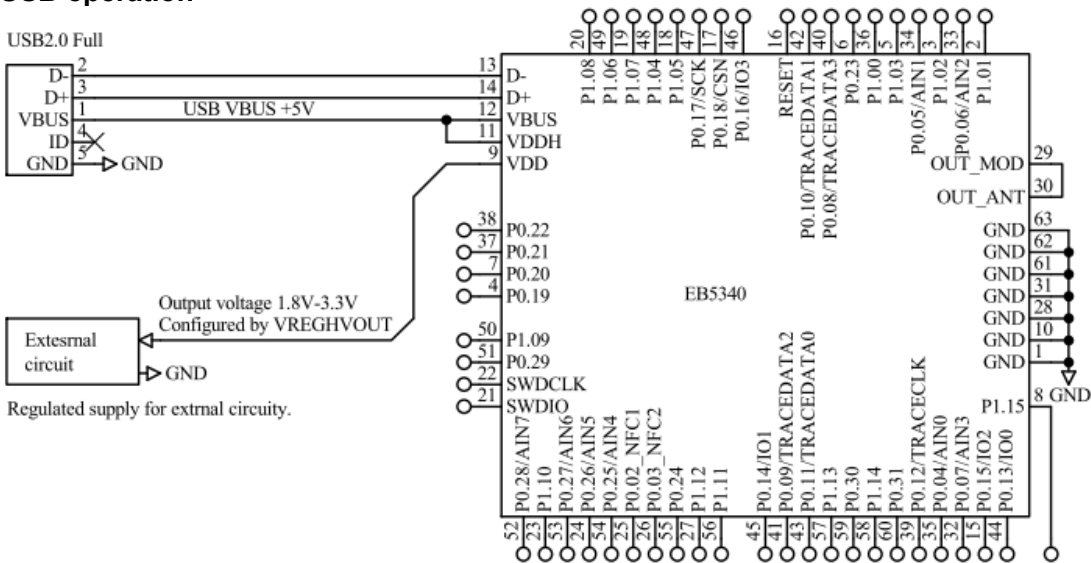 USB operation
USB2.0 Full
D- 2
D+ 3
VBUS 1
ID 4
GND 5
GND
USB VBUS +5V
13 D-
14 D+
12 VBUS
11 VDDH
9 VDD
38 P0.22
37 P0.21
7 P0.20
4 P0.19
50 P1.09
51 P0.29
22 SWDCLK
21 SWDIO
Output voltage 1.8V-3.3V
Configured by VREGHVOUT
Extesrnal
circuit
GND
Regulated supply for extrnal circuity.
20 P1.08
49 P1.06
19 P1.07
48 P1.04
18 P1.05
47 P0.17/SCK
17 P0.18/CSN
46 P0.16/IO3
16 RESET
42 P0.10/TRACEDATA1
40 P0.08/TRACEDATA3
6 P0.23
36 P1.00
5 P1.03
34 P0.05/AIN1
3 P1.02
33 P0.06/AIN2
2 P1.01
EB5340
OUT_MOD 29
OUT_ANT 30
GND 63
GND 62
GND 61
GND 31
GND 28
GND 10
GND 1
GND
P1.15 8
52 P0.28/AIN7
23 P1.10
53 P0.27/AIN6
24 P0.26/AIN5
54 P0.25/AIN4
25 P0.02_NFC1
26 P0.03_NFC2
55 P0.24
27 P1.12
56 P1.11
45 P0.14/IO1
41 P0.09/TRACEDATA2
43 P0.11/TRACEDATA0
57 P1.13
59 P0.30
58 P1.14
60 P0.31
39 P0.12/TRACECLK
35 P0.04/AIN0
32 P0.07/AIN3
15 P0.15/IO2
44 P0.13/IO0